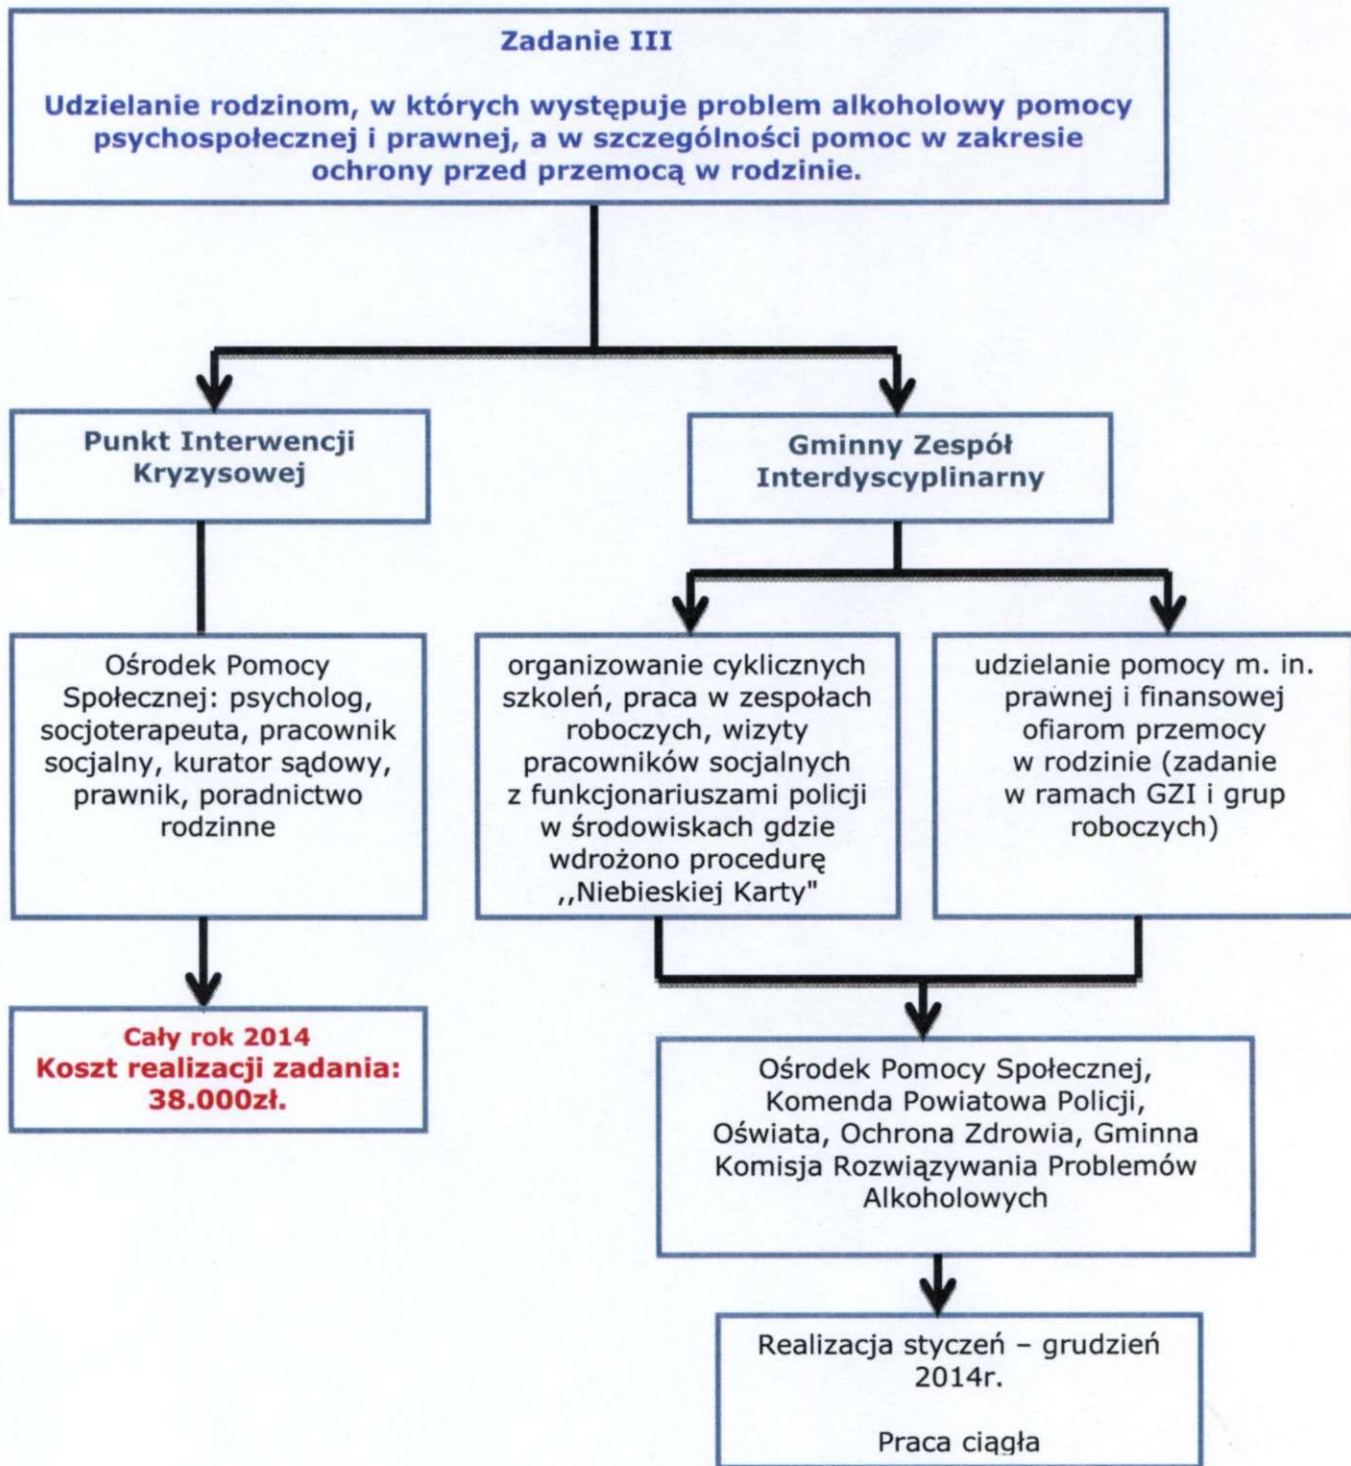 Zadanie III
Udzielanie rodzinom, w których występuje problem alkoholowy pomocy
psychospołecznej i prawnej, a w szczególności pomoc w zakresie
ochrony przed przemocą w rodzinie.
Punkt Interwencji
Kryzysowej
Gminny Zespół
Interdyscyplinarny
Ośrodek Pomocy
Społecznej: psycholog,
socjoterapeuta, pracownik
socjalny, kurator sądowy,
prawnik, poradnictwo
rodzinne
organizowanie cyklicznych
szkoleń, praca w zespołach
roboczych, wizyty
pracowników socjalnych
z funkcjonariuszami policji
w środowiskach gdzie
wdrożono procedurę
,,Niebieskiej Karty"
udzielanie pomocy m. in.
prawnej i finansowej
ofiarom przemocy
w rodzinie (zadanie
w ramach GZI i grup
roboczych)
Cały rok 2014
Koszt realizacji zadania:
38.000zł.
Ośrodek Pomocy Społecznej,
Komenda Powiatowa Policji,
Oświata, Ochrona Zdrowia, Gminna
Komisja Rozwiązywania Problemów
Alkoholowych
Realizacja styczeń – grudzień
2014r.
Praca ciągła